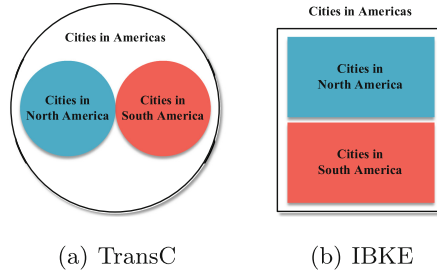 Cities in Americas
Cities in
North America
Cities in
South America
(a) TransC
Cities in Americas
Cities in
North America
Cities in
South America
(b) IBKE